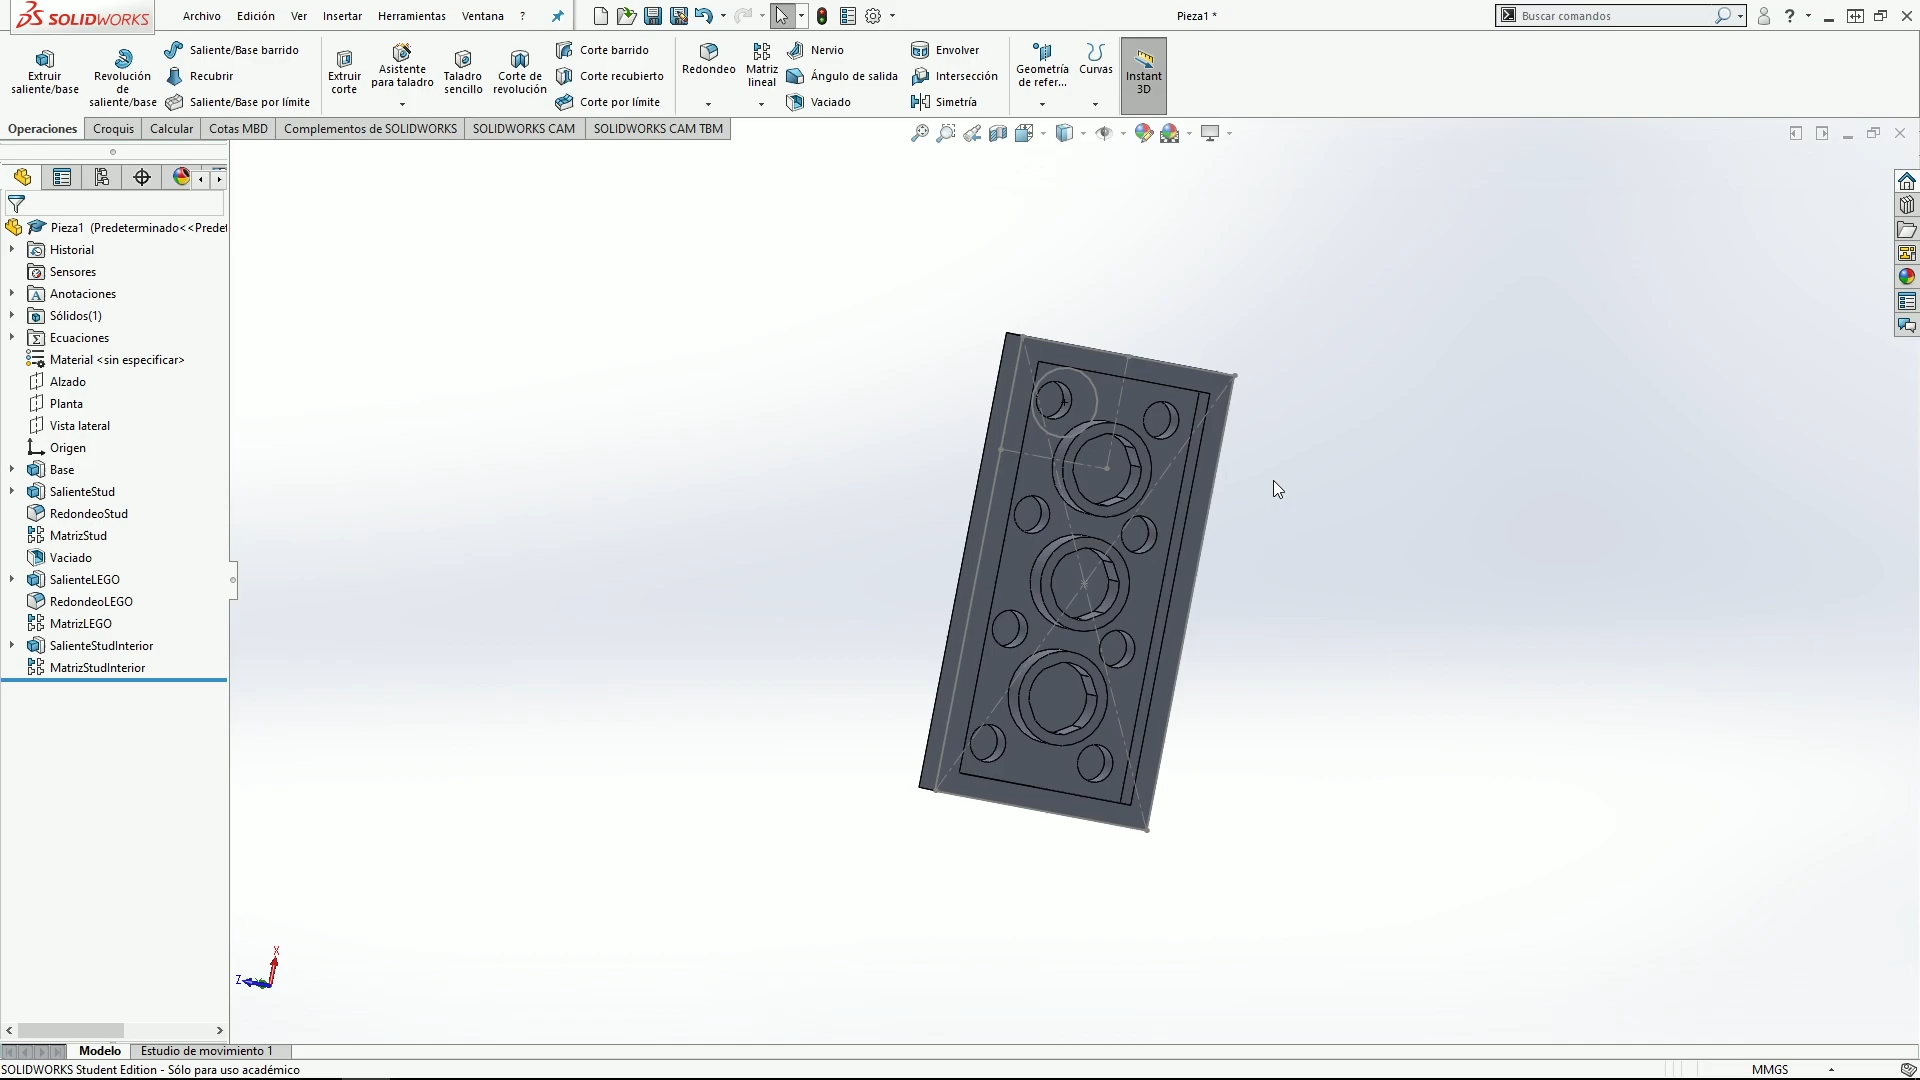 SOLIDWORKS
Archivo Edición Ver Insertar Herramientas Ventana ?
Pieza1 *
Buscar comandos
?
Extruir saliente/base
Revolución de saliente/base
Saliente/Base barrido
Recubrir
Saliente/Base por límite
Extruir corte
Asistente para taladro
Taladro sencillo
Corte de revolución
Corte barrido
Corte recubierto
Corte por límite
Redondeo
Matriz lineal
Nervio
Ángulo de salida
Vaciado
Envolver
Intersección
Simetría
Geometría de refer...
Curvas
Instant 3D
Operaciones Croquis Calcular Cotas MBD Complementos de SOLIDWORKS SOLIDWORKS CAM SOLIDWORKS CAM TBM
Pieza1 (Predeterminado<<Predet
Historial
Sensores
Anotaciones
Sólidos(1)
Ecuaciones
Material <sin especificar>
Alzado
Planta
Vista lateral
Origen
Base
SalienteStud
RedondeoStud
MatrizStud
Vaciado
SalienteLEGO
RedondeoLEGO
MatrizLEGO
SalienteStudInterior
MatrizStudInterior
X
Z
Modelo Estudio de movimiento 1
SOLIDWORKS Student Edition - Sólo para uso académico
MMGS